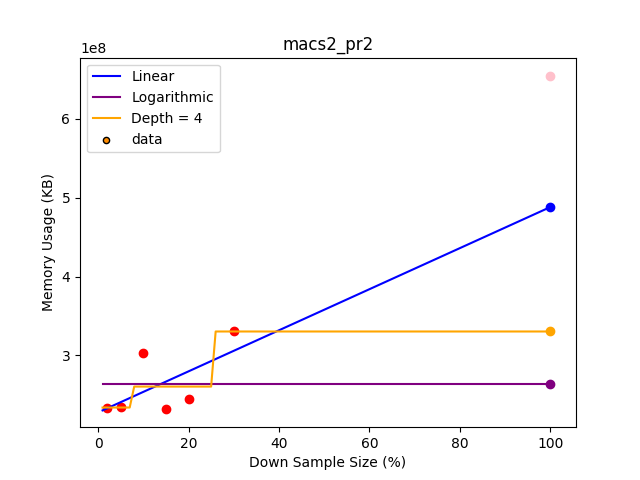 macs2_pr2
1e8
Linear
Logarithmic
Depth = 4
data
Memory Usage (KB)
6
5
4
3
0
20
40
60
80
100
Down Sample Size (%)